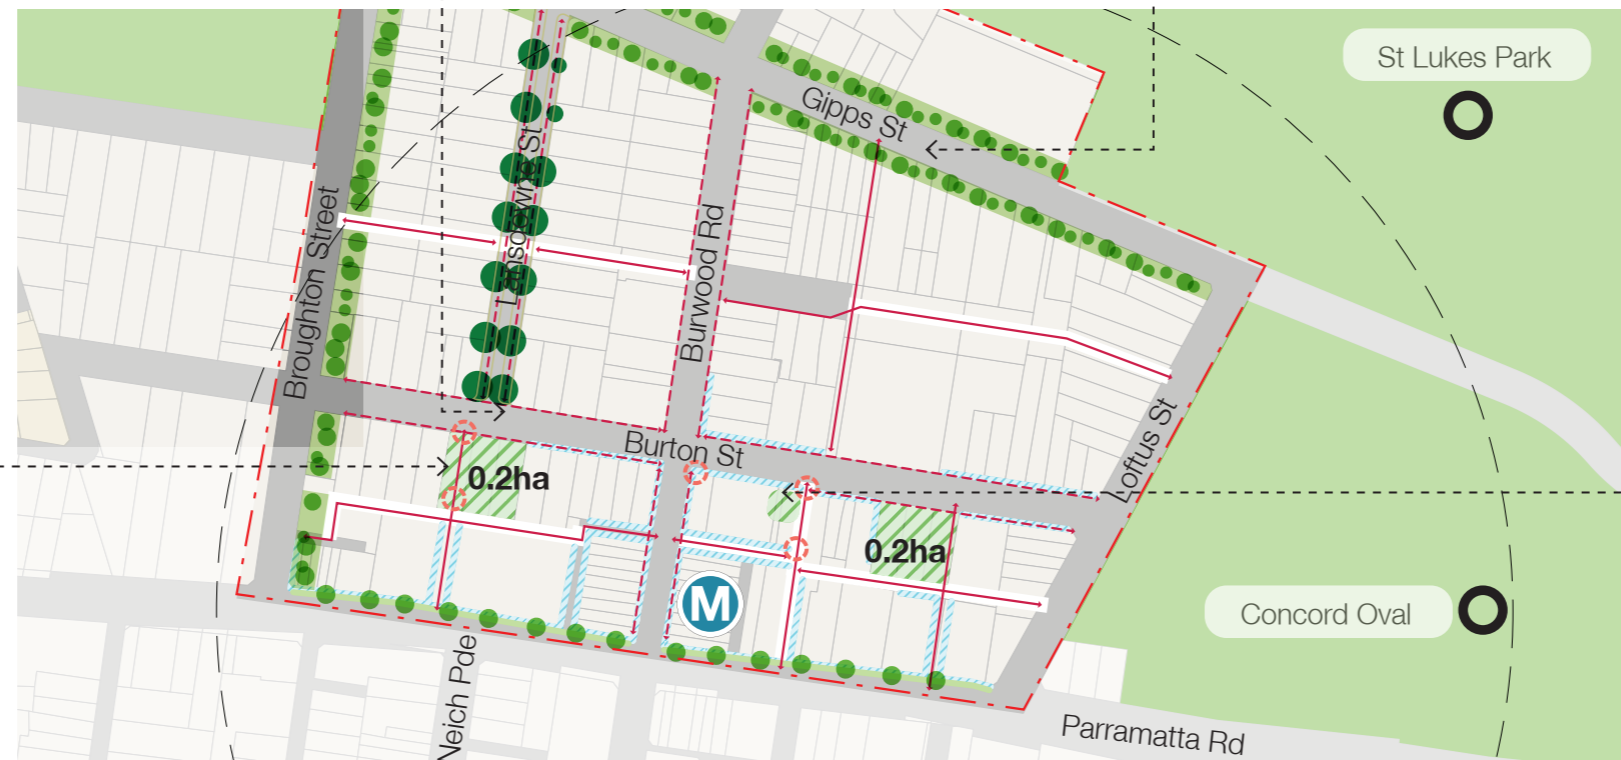 St Lukes Park
Gipps St
Lansdowne St
Broughton Street
Burwood Rd
Burton St
Loftus St
0.2ha
0.2ha
M
Concord Oval
Neich Pde
Parramatta Rd